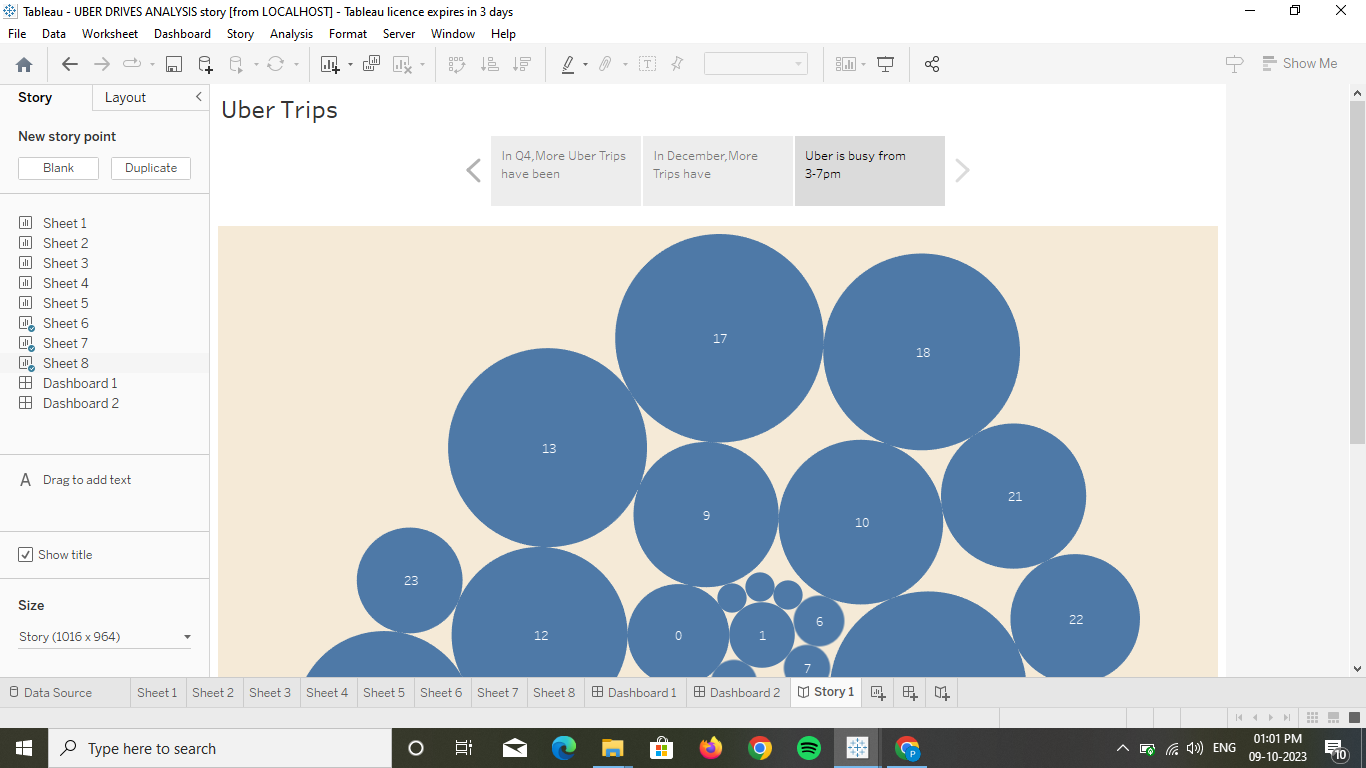 Tableau - UBER DRIVES ANALYSIS story [from LOCALHOST] - Tableau licence expires in 3 days
File Data Worksheet Dashboard Story Analysis Format Server Window Help
Show Me
Story Layout
New story point
Blank Duplicate
Sheet 1
Sheet 2
Sheet 3
Sheet 4
Sheet 5
Sheet 6
Sheet 7
Sheet 8
Dashboard 1
Dashboard 2
A Drag to add text
Show title
Size
Story (1016 x 964)
Uber Trips
In Q4,More Uber Trips
have been
In December,More
Trips have
Uber is busy from
3-7pm
17
18
13
21
9
10
23
12
0
1
6
22
7
Data Source Sheet 1 Sheet 2 Sheet 3 Sheet 4 Sheet 5 Sheet 6 Sheet 7 Sheet 8 Dashboard 1 Dashboard 2 Story 1
Type here to search
P
ENG
01:01 PM
09-10-2023
10